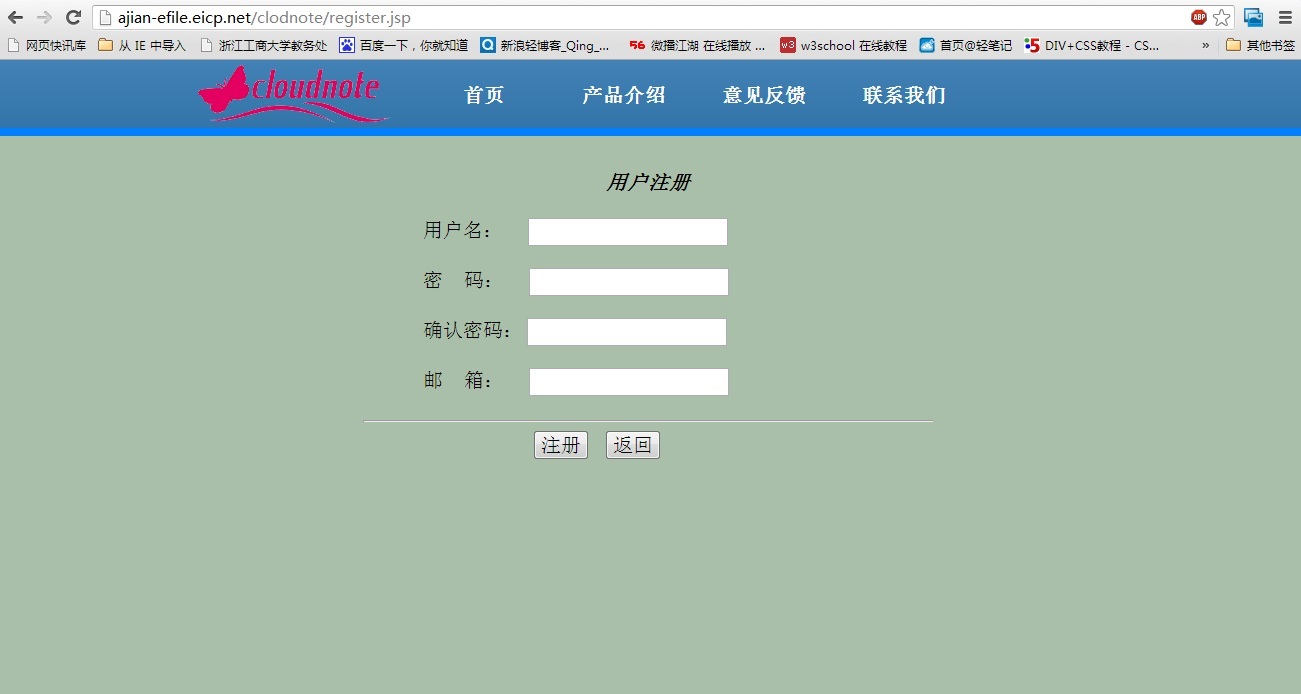 ajian-efile.eicp.net/clodnote/register.jsp ABP
网页快讯库 从 IE 中导入 浙江工商大学教务处 百度一下，你就知道 新浪轻博客_Qing_... 56 微播江湖 在线播放 ... w3 w3school 在线教程 首页@轻笔记 5 DIV+CSS教程 - CS... » 其他书签
cloudnote 首页 产品介绍 意见反馈 联系我们
用户注册
用户名：
密 码：
确认密码：
邮 箱：
注册 返回